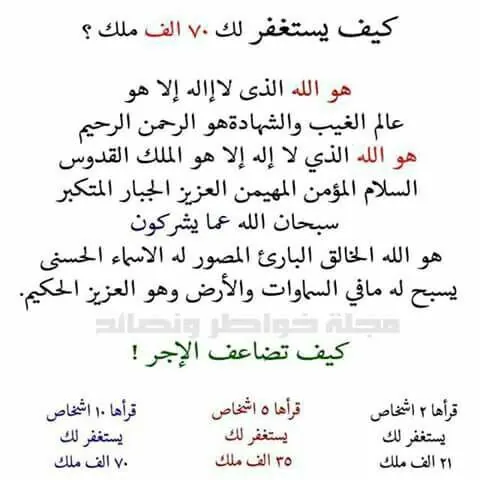 كيف يستغفر لك ٧٠ الف ملك ؟
هو الله الذى لاإاله إلا هو
عالم الغيب والشهادةهو الرحمن الرحيم
هو الله الذي لا إله إلا هو الملك القدوس
السلام المؤمن المهيمن العزيز الجبار المتكبر
سبحان الله عما يشركون
هو الله الخالق البارئ المصور له الاسماء الحسنى
يسبح له مافي السماوات والأرض وهو العزيز الحكيم.
مجلة خواطر ونصائح
كيف تضاعف الإجر !
قرأها ٢ اشخاص
يستغفر لك
٢١ الف ملك
قرأها ٥ اشخاص
يستغفر لك
٣٥ الف ملك
قرأها ١٠ اشخاص
يستغفر لك
٧٠ الف ملك